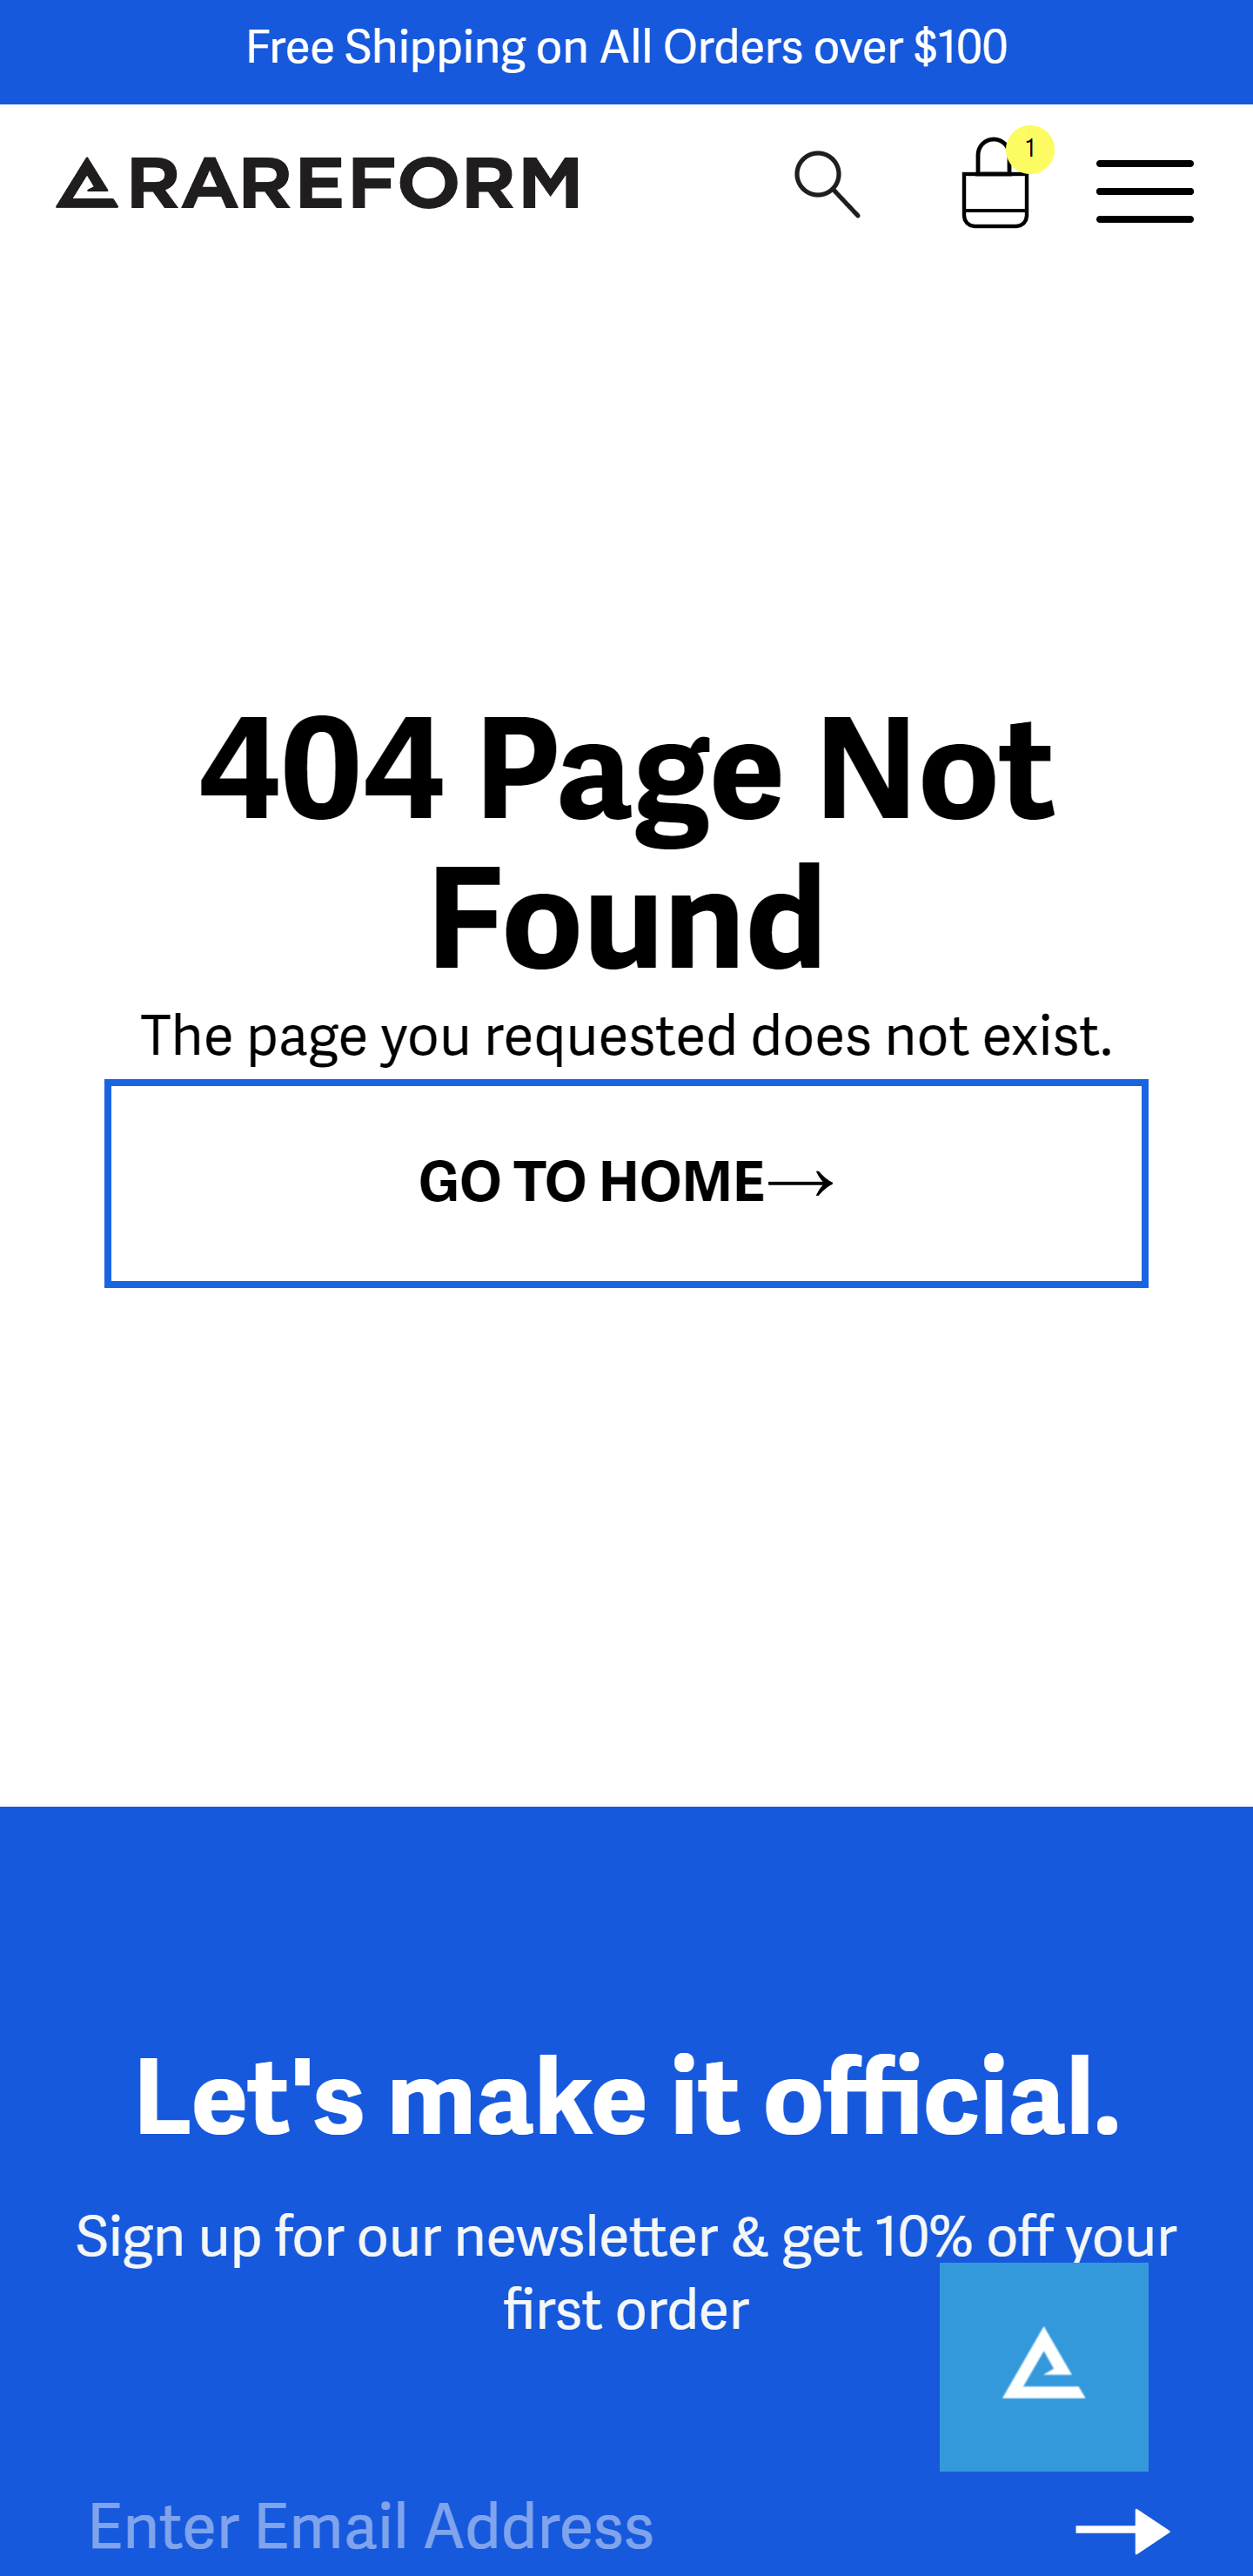 Free Shipping on All Orders over $100
RAREFORM
1
404 Page Not
Found
The page you requested does not exist.
GO TO HOME→
Let's make it official.
Sign up for our newsletter & get 10% off your
first order
Enter Email Address